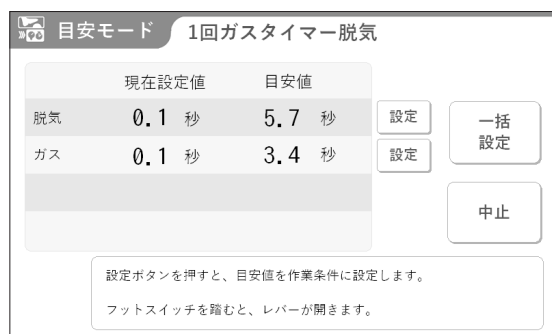 目安モード 1回ガスタイマー脱気
現在設定値 目安値
脱気 0.1 秒 5.7 秒 設定
ガス 0.1 秒 3.4 秒 設定
一括
設定
中止
設定ボタンを押すと、目安値を作業条件に設定します。
フットスイッチを踏むと、レバーが開きます。